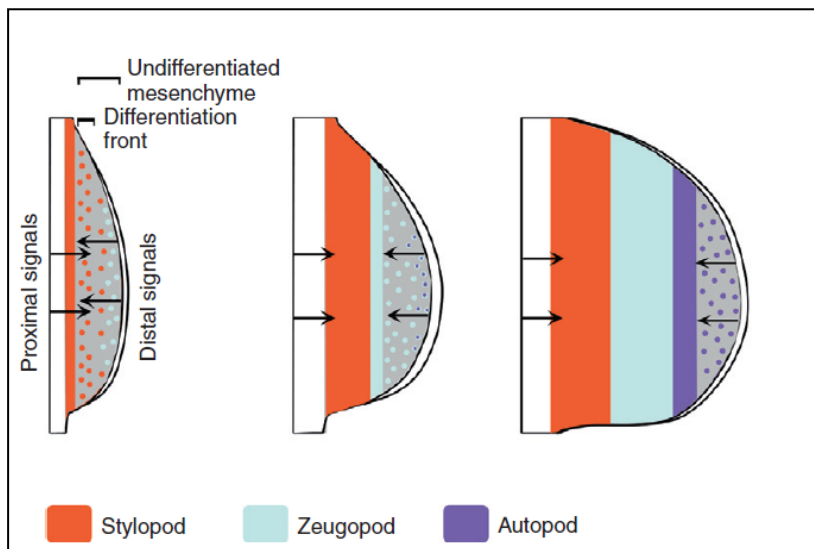 Undifferentiated
mesenchyme
Differentiation
front
Proximal signals
Distal signals
Stylopod
Zeugopod
Autopod